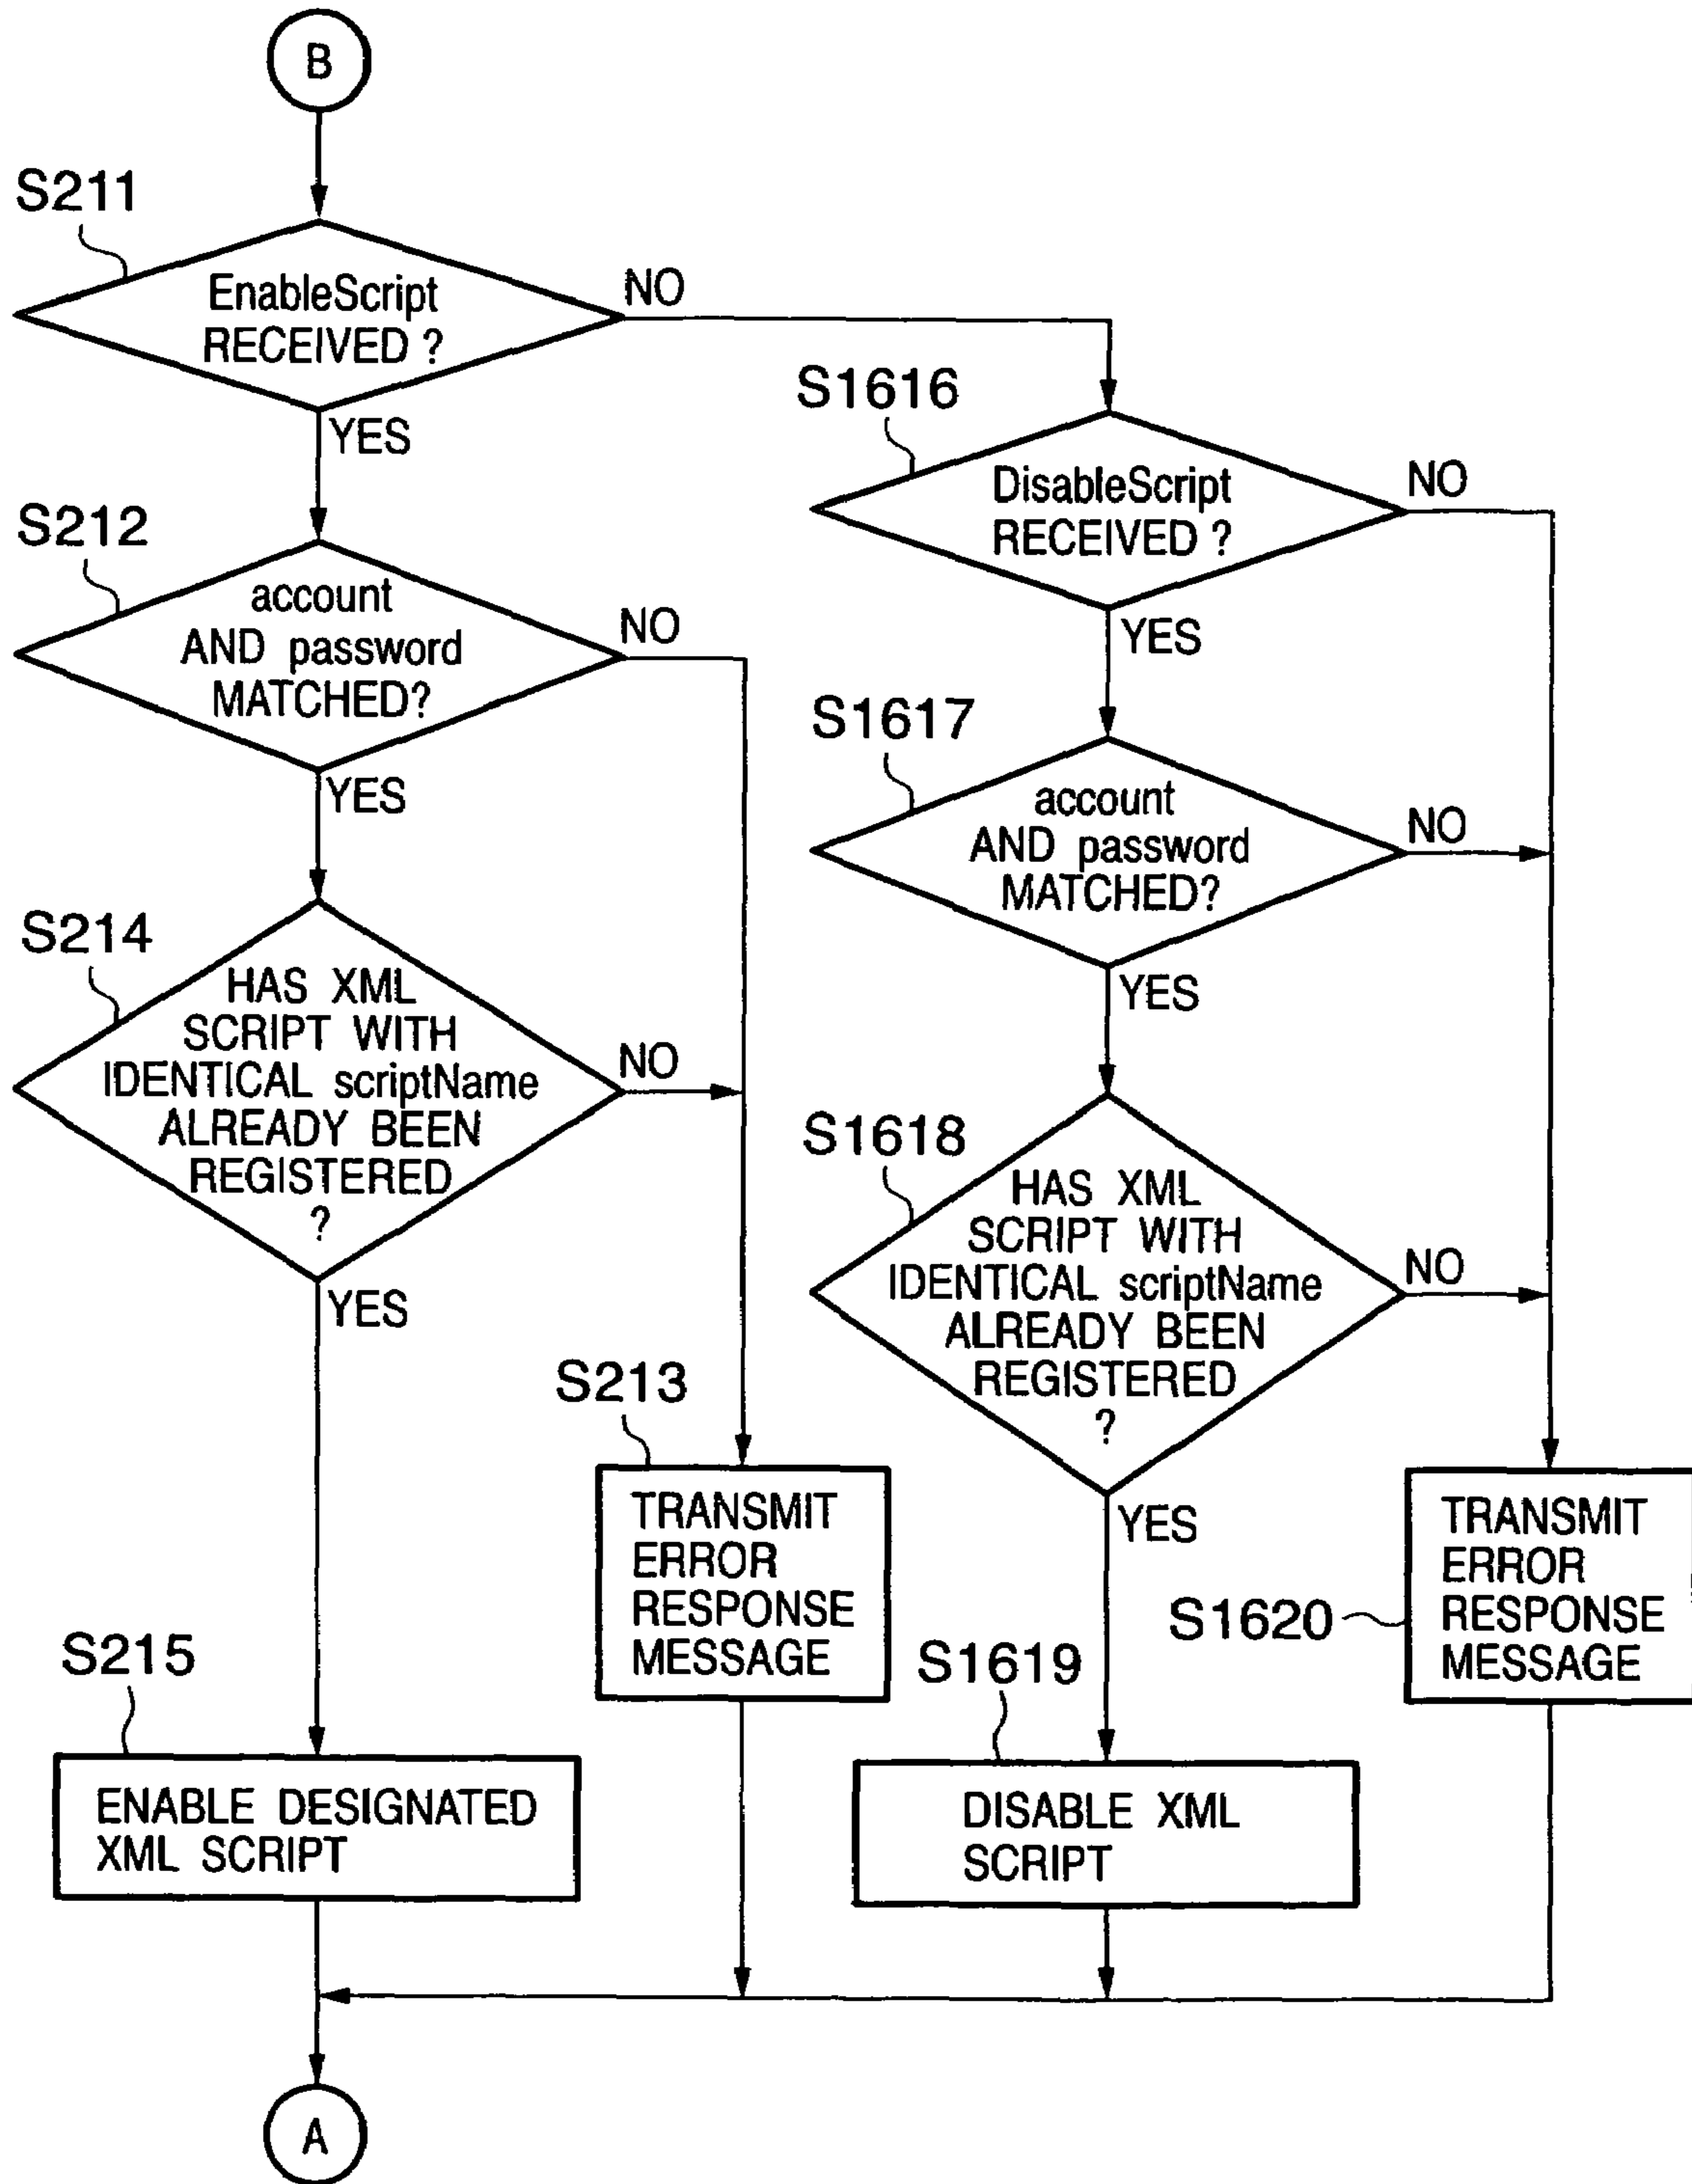 B
S211
EnableScript
RECEIVED ?
NO
YES
S1616
DisableScript
RECEIVED ?
NO
YES
S212
account
AND password
MATCHED?
NO
YES
S1617
account
AND password
MATCHED?
NO
YES
S214
HAS XML
SCRIPT WITH
IDENTICAL scriptName
ALREADY BEEN
REGISTERED
?
NO
YES
S1618
HAS XML
SCRIPT WITH
IDENTICAL scriptName
ALREADY BEEN
REGISTERED
?
NO
YES
S213
TRANSMIT
ERROR
RESPONSE
MESSAGE
S1620
TRANSMIT
ERROR
RESPONSE
MESSAGE
S215
ENABLE DESIGNATED
XML SCRIPT
S1619
DISABLE XML
SCRIPT
A